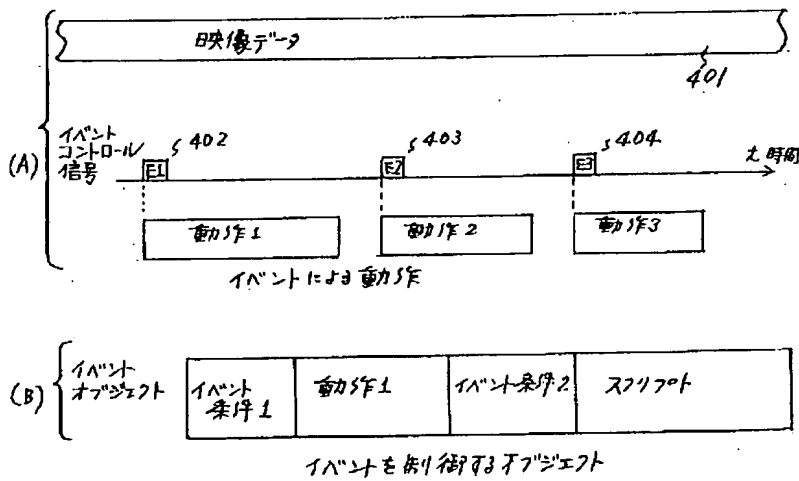 映像データ
401
(A)
イベント
コントロール
信号
E1
402
E2
403
E3
404
t 時間
動作1
動作2
動作3
イベントによる動作
(B)
イベント
オブジェクト
イベント
条件1
動作1
イベント条件2
スクリプト
イベントを制御するオブジェクト